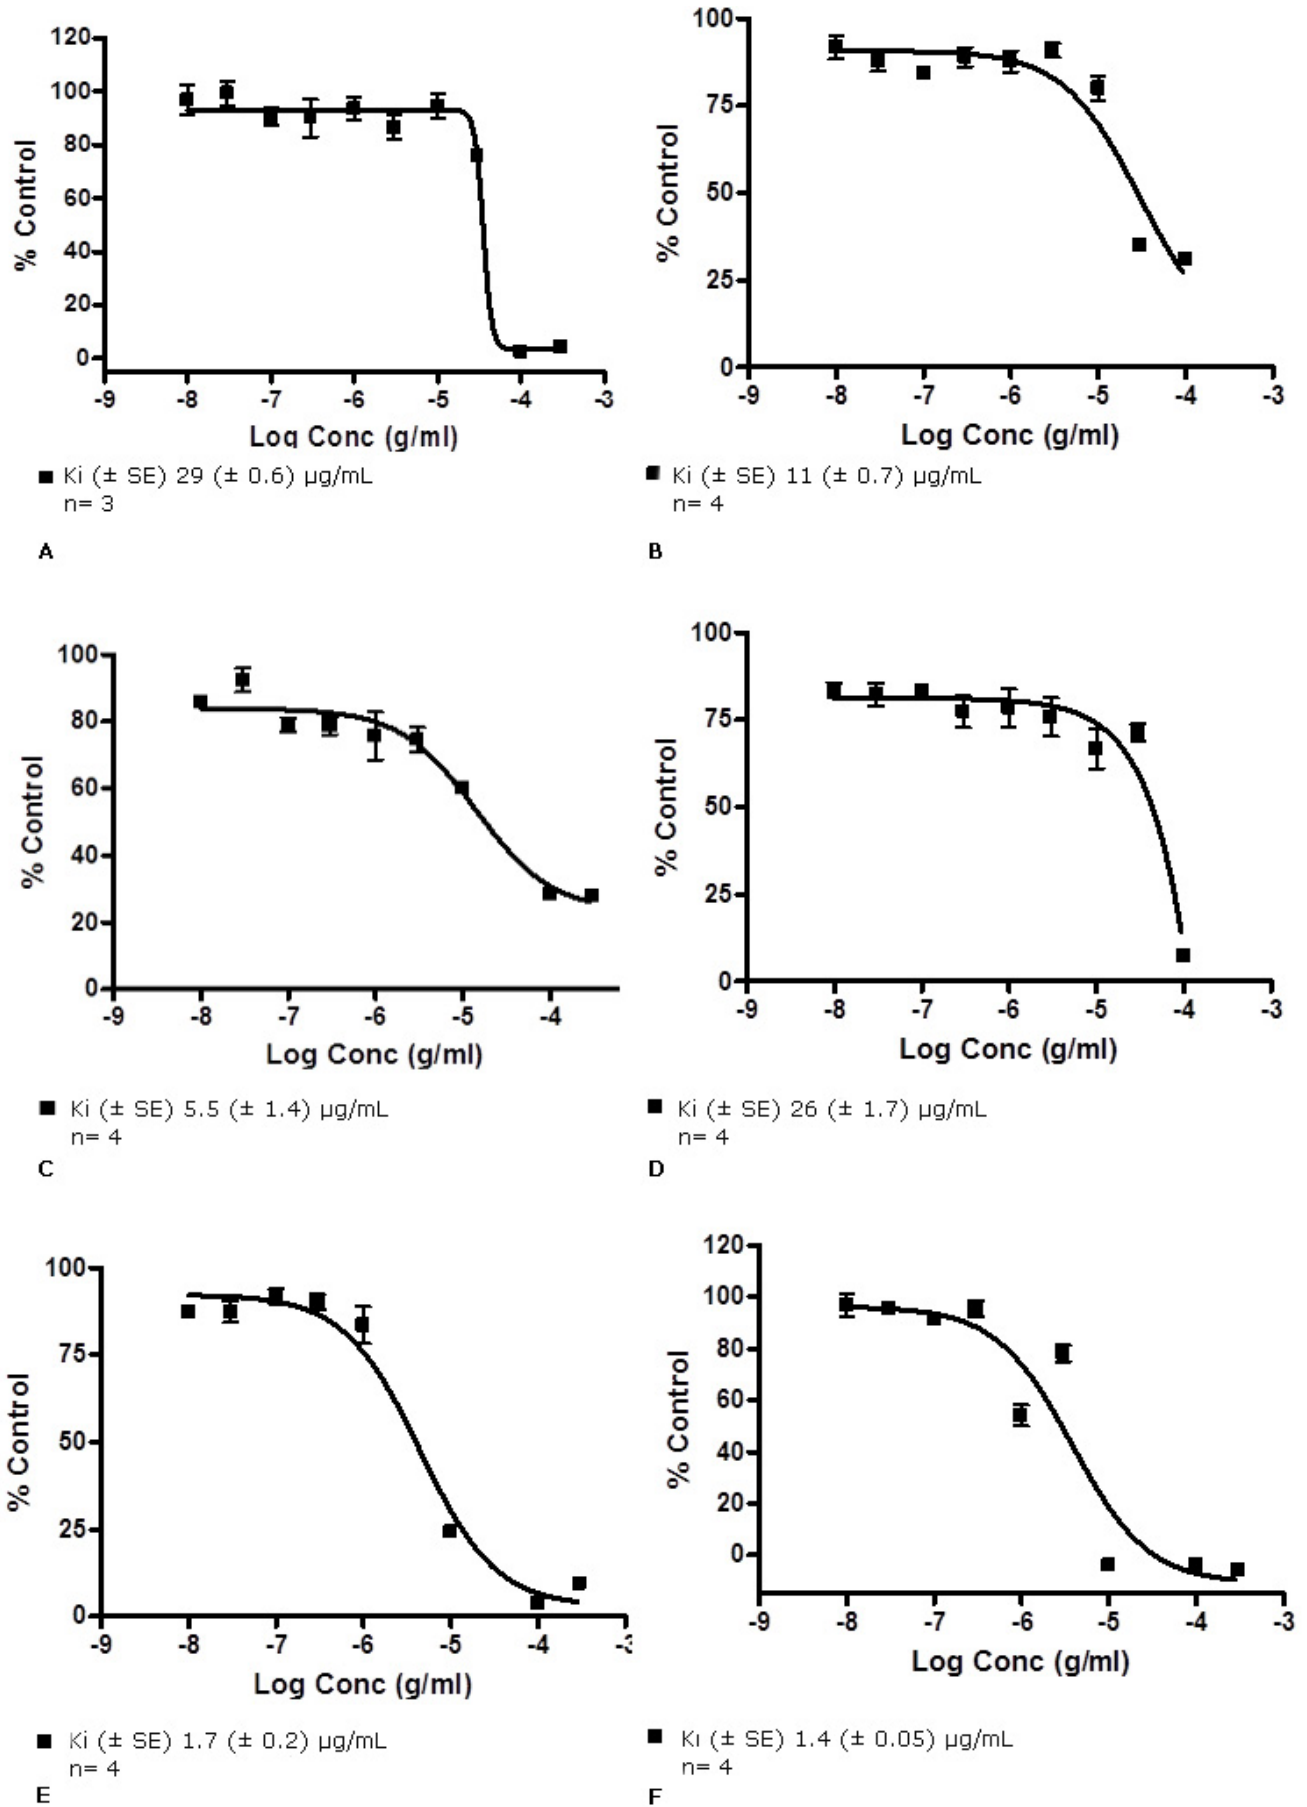 120
100
80
60
40
20
0
% Control
-9 -8 -7 -6 -5 -4 -3
Log Conc (g/ml)
Ki (± SE) 29 (± 0.6) µg/mL
n= 3
A
100
75
50
25
0
% Control
-9 -8 -7 -6 -5 -4 -3
Log Conc (g/ml)
Ki (± SE) 11 (± 0.7) µg/mL
n= 4
B
100
80
60
40
20
0
% Control
-9 -8 -7 -6 -5 -4
Log Conc (g/ml)
Ki (± SE) 5.5 (± 1.4) µg/mL
n= 4
C
100
75
50
25
0
% Control
-9 -8 -7 -6 -5 -4 -3
Log Conc (g/ml)
Ki (± SE) 26 (± 1.7) µg/mL
n= 4
D
100
75
50
25
0
% Control
-9 -8 -7 -6 -5 -4 -3
Log Conc (g/ml)
Ki (± SE) 1.7 (± 0.2) µg/mL
n= 4
E
120
100
80
60
40
20
0
% Control
-9 -8 -7 -6 -5 -4 -3
Log Conc (g/ml)
Ki (± SE) 1.4 (± 0.05) µg/mL
n= 4
F